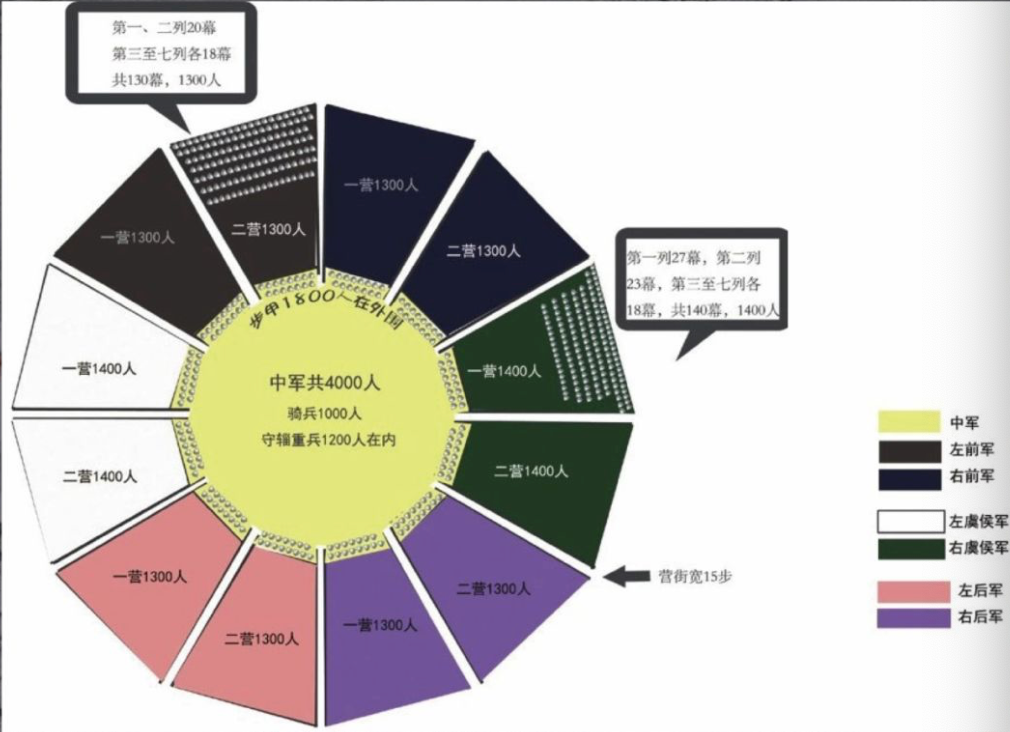 第一、二列20幕
第三至七列各18幕
共130幕，1300人
一营1300人
二营1300人
一营1300人
二营1300人
第一列27幕，第二列
23幕，第三至七列各
18幕，共140幕，1400人
步甲1800人在外围
一营1400人
一营1400人
中军共4000人
骑兵1000人
守辎重兵1200人在内
二营1400人
二营1400人
一营1300人
二营1300人
一营1300人
二营1300人
营街宽15步
中军
左前军
右前军
左虞侯军
右虞侯军
左后军
右后军